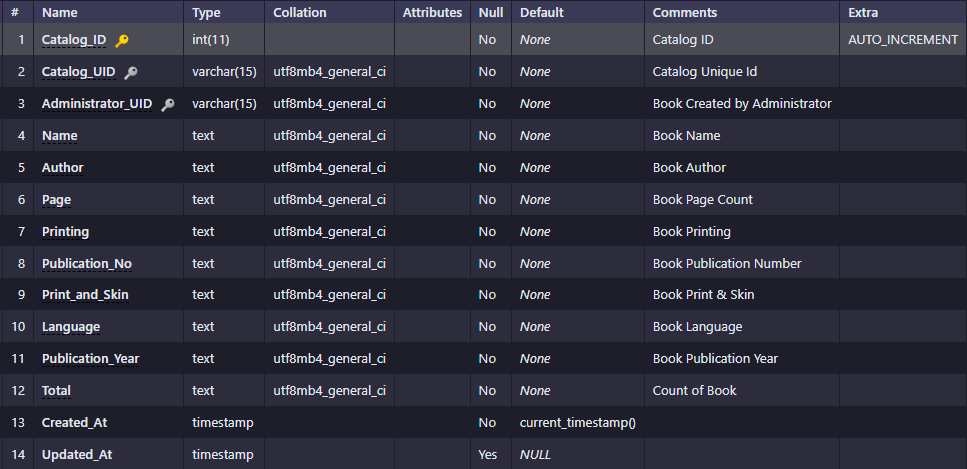 # Name Type Collation Attributes Null Default Comments Extra
1 Catalog_ID int(11) No None Catalog ID AUTO_INCREMENT
2 Catalog_UID varchar(15) utf8mb4_general_ci No None Catalog Unique Id
3 Administrator_UID varchar(15) utf8mb4_general_ci No None Book Created by Administrator
4 Name text utf8mb4_general_ci No None Book Name
5 Author text utf8mb4_general_ci No None Book Author
6 Page text utf8mb4_general_ci No None Book Page Count
7 Printing text utf8mb4_general_ci No None Book Printing
8 Publication_No text utf8mb4_general_ci No None Book Publication Number
9 Print_and_Skin text utf8mb4_general_ci No None Book Print & Skin
10 Language text utf8mb4_general_ci No None Book Language
11 Publication_Year text utf8mb4_general_ci No None Book Publication Year
12 Total text utf8mb4_general_ci No None Count of Book
13 Created_At timestamp No current_timestamp()
14 Updated_At timestamp Yes NULL